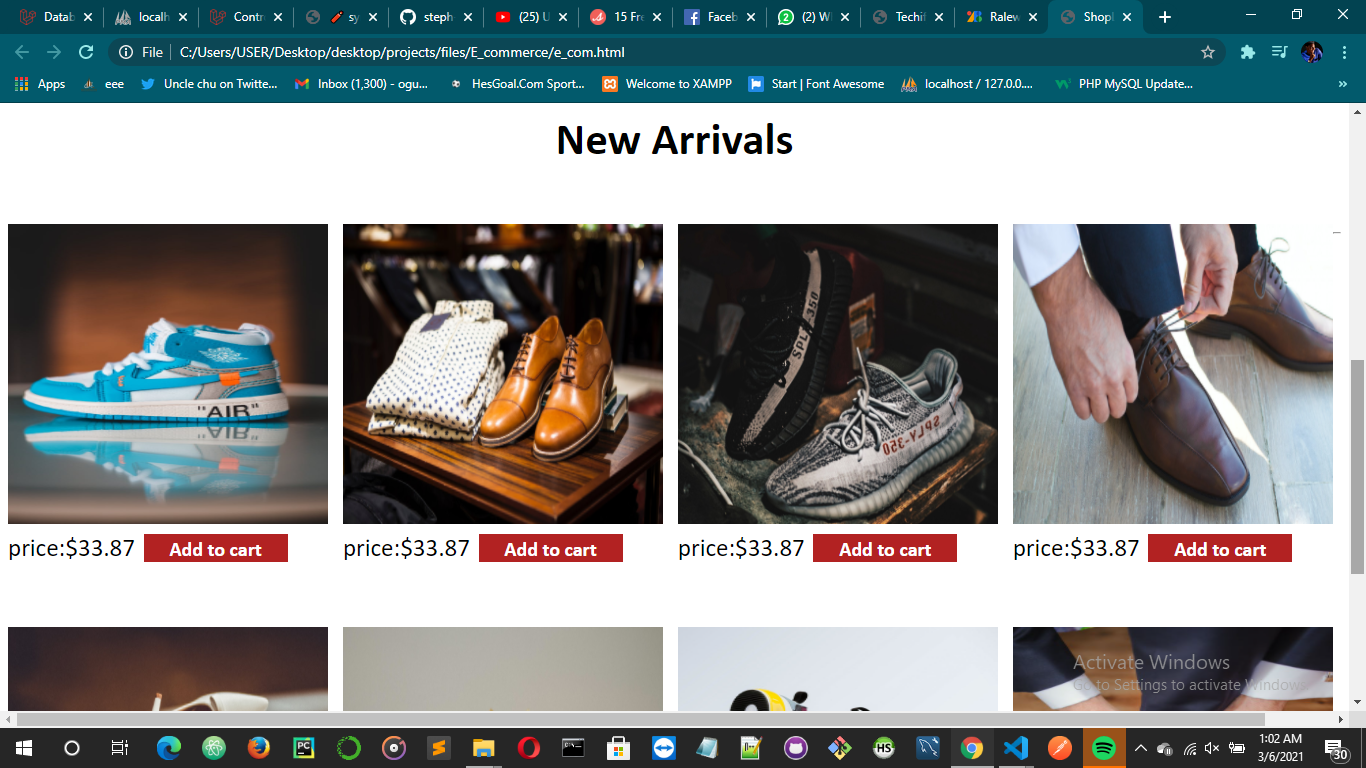 Datab
localh
Contr
sy
steph
(25) U
15 Fre
Faceb
(2) W
Techif
Ralew
Shopl
File
C:/Users/USER/Desktop/desktop/projects/files/E_commerce/e_com.html
Apps
eee
Uncle chu on Twitte...
Inbox (1,300) - ogu...
HesGoal.Com Sport...
Welcome to XAMPP
Start | Font Awesome
localhost / 127.0.0....
PHP MySQL Update...
»
New Arrivals
"AIR"
SPLY-350
price:$33.87 Add to cart
price:$33.87 Add to cart
price:$33.87 Add to cart
price:$33.87 Add to cart
Activate Windows
Go to Settings to activate Windows.
PC
HS
1:02 AM
3/6/2021
30